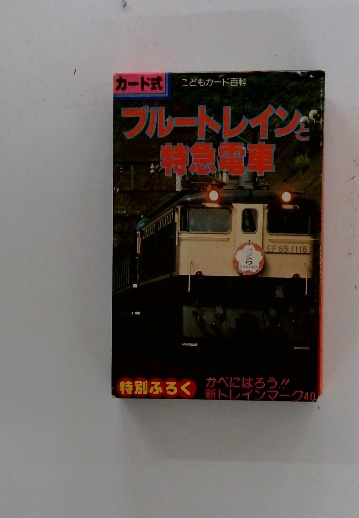 カード式
こどもカード百科
ブルートレインと
特急電車
EF65 1116
特別ふろく
かべにはろう!!
新トレインマーク40